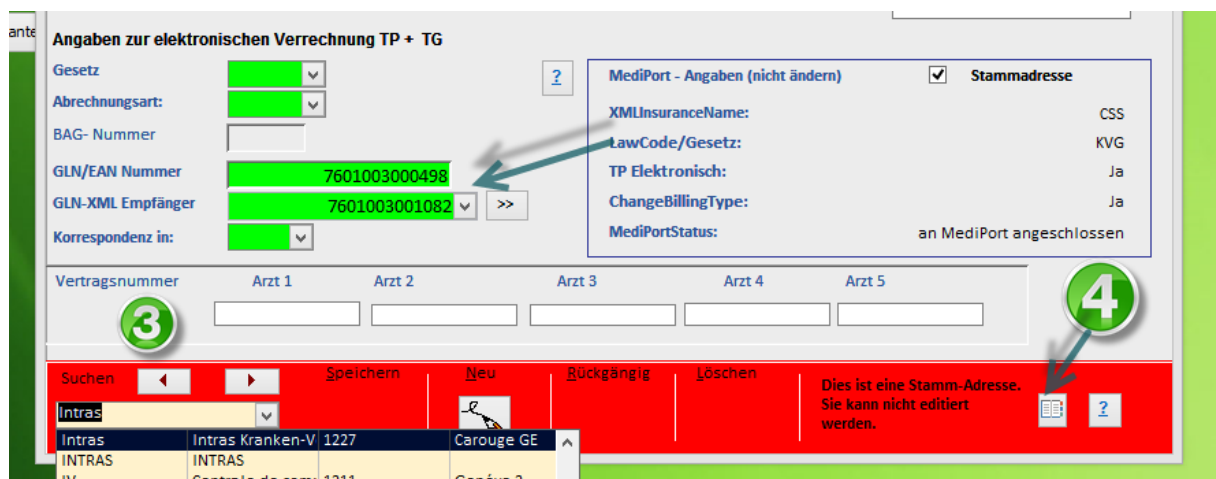 ante
Angaben zur elektronischen Verrechnung TP + TG
Gesetz
?
MediPort - Angaben (nicht ändern)
Stammadresse
Abrechnungsart:
XMLInsuranceName:
CSS
BAG- Nummer
LawCode/Gesetz:
KVG
GLN/EAN Nummer
7601003000498
TP Elektronisch:
Ja
GLN-XML Empfänger
7601003001082
>>
ChangeBillingType:
Ja
Korrespondenz in:
MediPortStatus:
an MediPort angeschlossen
Vertragsnummer
Arzt 1
Arzt 2
Arzt 3
Arzt 4
Arzt 5
3
4
Suchen
Speichern
Neu
Rückgängig
Löschen
Dies ist eine Stamm-Adresse.
Sie kann nicht editiert
werden.
?
Intras
Intras Intras Kranken-V 1227 Carouge GE
INTRAS INTRAS